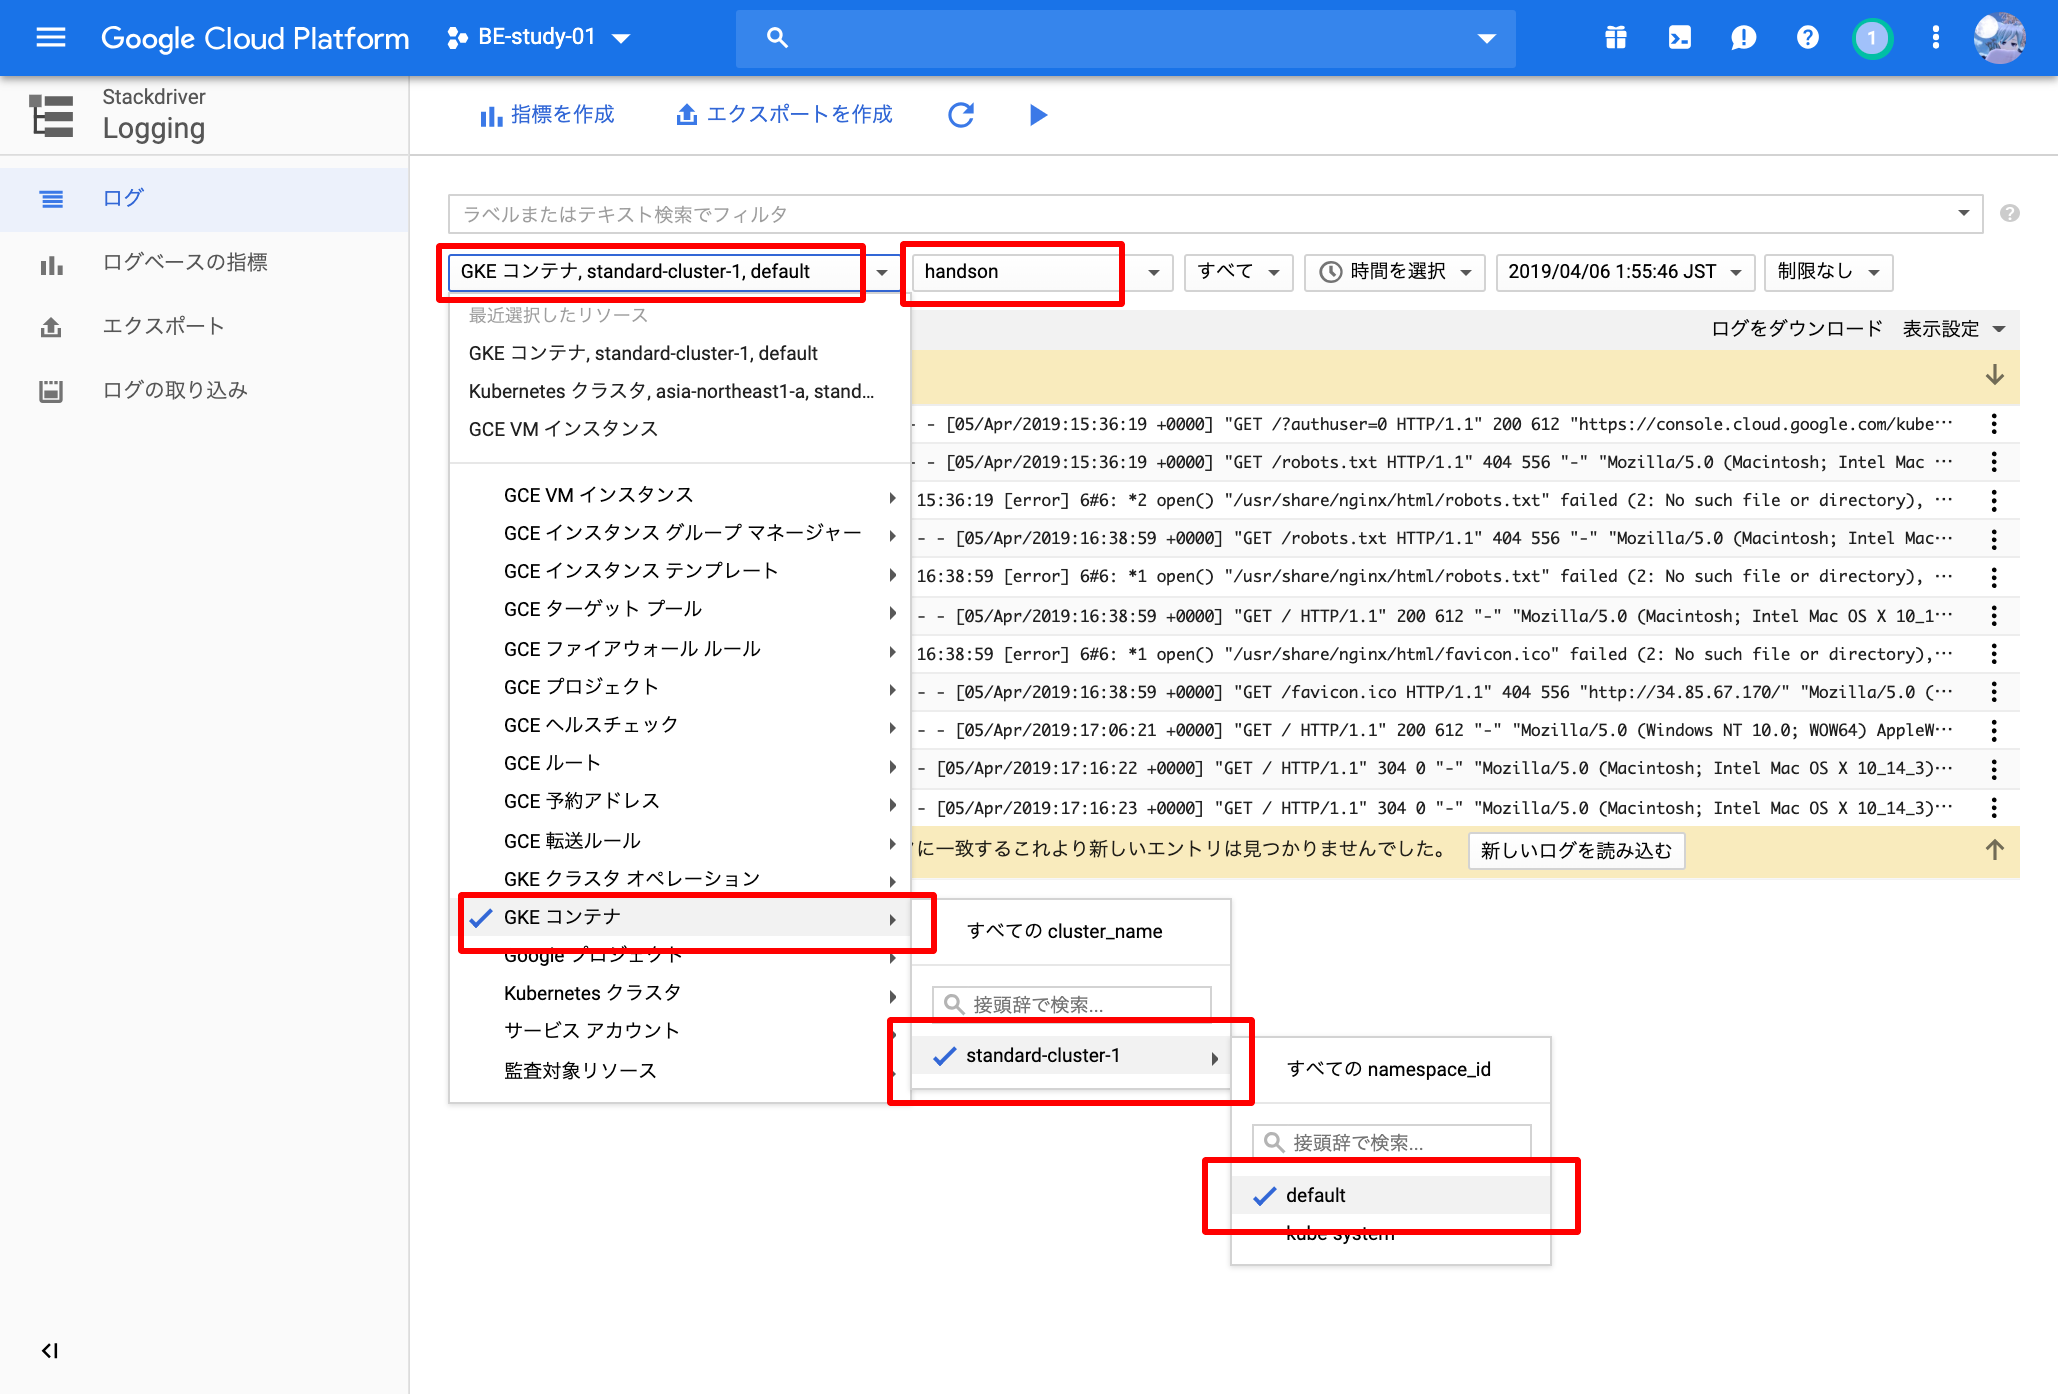 Google Cloud Platform
BE-study-01
1
Stackdriver
Logging
指標を作成
エクスポートを作成
ログ
ログベースの指標
エクスポート
ログの取り込み
ラベルまたはテキスト検索でフィルタ
GKE コンテナ, standard-cluster-1, default
handson
すべて
時間を選択
2019/04/06 1:55:46 JST
制限なし
ログをダウンロード
表示設定
最近選択したリソース
GKE コンテナ, standard-cluster-1, default
Kubernetes クラスタ, asia-northeast1-a, stand...
GCE VM インスタンス
GCE VM インスタンス
GCE インスタンス グループ マネージャー
GCE インスタンス テンプレート
GCE ターゲット プール
GCE ファイアウォール ルール
GCE プロジェクト
GCE ヘルスチェック
GCE ルート
GCE 予約アドレス
GCE 転送ルール
GKE クラスタ オペレーション
GKE コンテナ
Google プロジェクト
Kubernetes クラスタ
サービス アカウント
監査対象リソース
- - [05/Apr/2019:15:36:19 +0000] "GET /?authuser=0 HTTP/1.1" 200 612 "https://console.cloud.google.com/kube…
- - [05/Apr/2019:15:36:19 +0000] "GET /robots.txt HTTP/1.1" 404 556 "-" "Mozilla/5.0 (Macintosh; Intel Mac …
15:36:19 [error] 6#6: *2 open() "/usr/share/nginx/html/robots.txt" failed (2: No such file or directory), …
- - [05/Apr/2019:16:38:59 +0000] "GET /robots.txt HTTP/1.1" 404 556 "-" "Mozilla/5.0 (Macintosh; Intel Mac…
16:38:59 [error] 6#6: *1 open() "/usr/share/nginx/html/robots.txt" failed (2: No such file or directory), …
- - [05/Apr/2019:16:38:59 +0000] "GET / HTTP/1.1" 200 612 "-" "Mozilla/5.0 (Macintosh; Intel Mac OS X 10_1…
16:38:59 [error] 6#6: *1 open() "/usr/share/nginx/html/favicon.ico" failed (2: No such file or directory),…
- - [05/Apr/2019:16:38:59 +0000] "GET /favicon.ico HTTP/1.1" 404 556 "http://34.85.67.170/" "Mozilla/5.0 (…
- - [05/Apr/2019:17:06:21 +0000] "GET / HTTP/1.1" 200 612 "-" "Mozilla/5.0 (Windows NT 10.0; WOW64) AppleW…
- [05/Apr/2019:17:16:22 +0000] "GET / HTTP/1.1" 304 0 "-" "Mozilla/5.0 (Macintosh; Intel Mac OS X 10_14_3)…
- [05/Apr/2019:17:16:23 +0000] "GET / HTTP/1.1" 304 0 "-" "Mozilla/5.0 (Macintosh; Intel Mac OS X 10_14_3)…
に一致するこれより新しいエントリは見つかりませんでした。
新しいログを読み込む
すべての cluster_name
接頭辞で検索...
standard-cluster-1
すべての namespace_id
接頭辞で検索...
default
kube-system